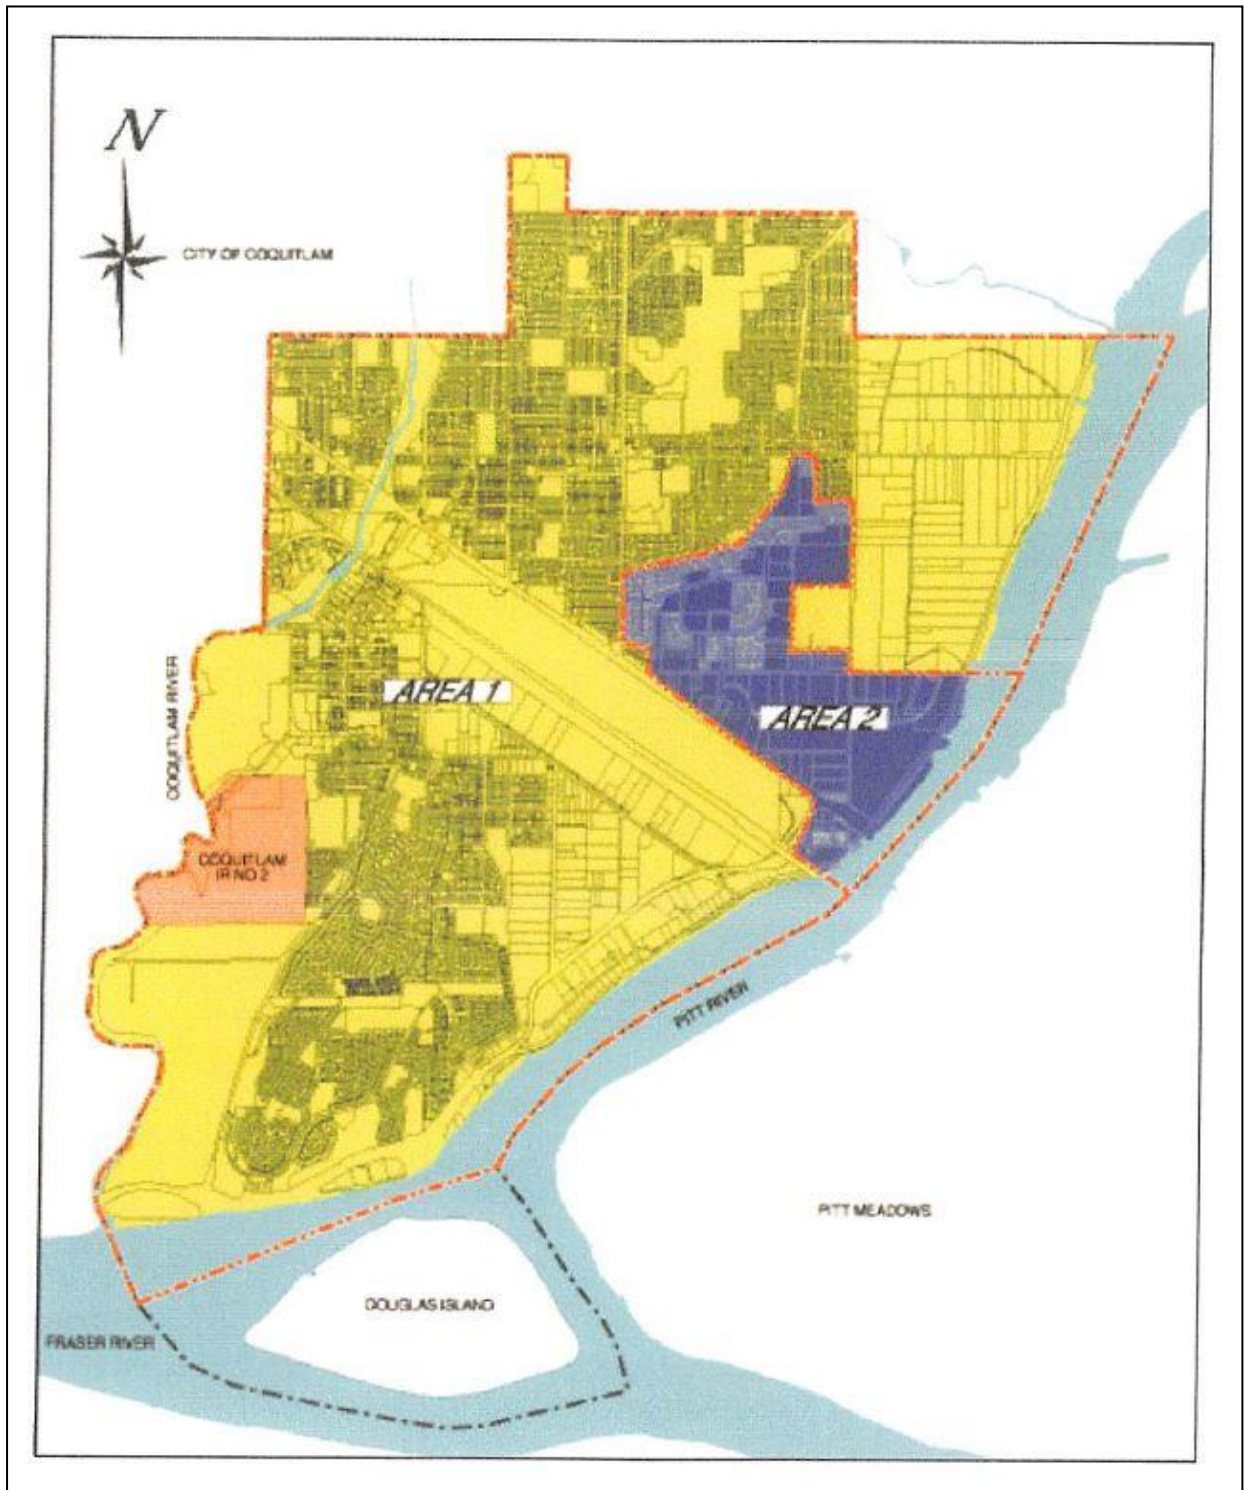 N
CITY OF COQUITLAM
COQUITLAM RIVER
AREA 1
AREA 2
COQUITLAM
IR NO 2
PITT RIVER
PITT MEADOWS
DOUGLAS ISLAND
FRASER RIVER